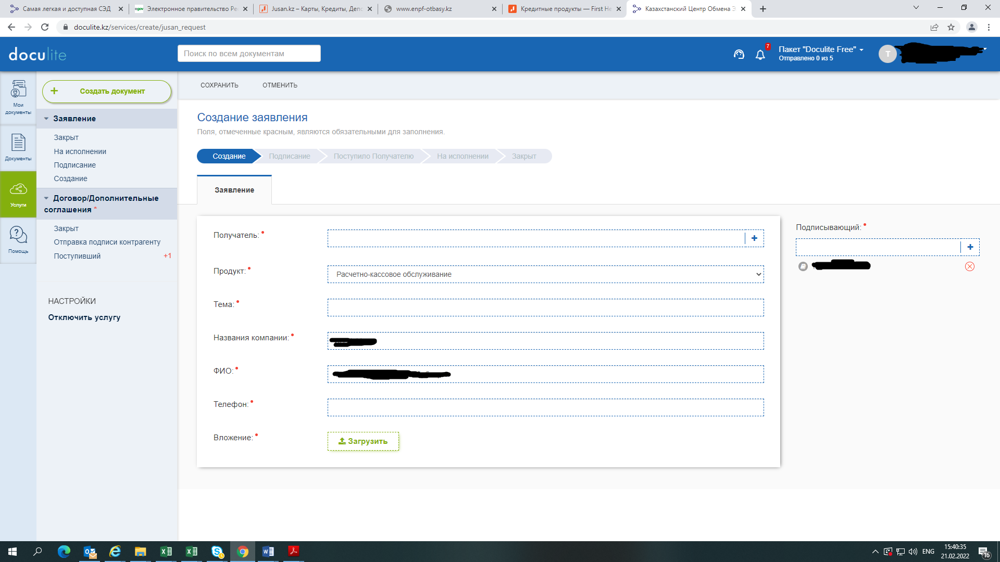 Самая легкая и доступная СЭД
Электронное правительство Ре
Jusan.kz – Карты, Кредиты, Депо
www.enpf-otbasy.kz
Кредитные продукты — First He
Казахстанский Центр Обмена Э
doculite.kz/services/create/jusan_request
doculite
Поиск по всем документам
7
Пакет "Doculite Free"
Отправлено 0 из 5
T
Мои
документы
Документы
Услуги
Помощь
+ Создать документ
Заявление
Закрыт
На исполнении
Подписание
Создание
Договор/Дополнительные
соглашения *
Закрыт
Отправка подписи контрагенту
Поступивший +1
НАСТРОЙКИ
Отключить услугу
СОХРАНИТЬ ОТМЕНИТЬ
Создание заявления
Поля, отмеченные красным, являются обязательными для заполнения.
Создание Подписание Поступило Получателю На исполнении Закрыт
Заявление
Получатель:
Продукт: Расчетно-кассовое обслуживание
Тема:
Названия компании:
ФИО:
Телефон:
Вложение: Загрузить
Подписывающий:
ENG
15:40:35
21.02.2022
16